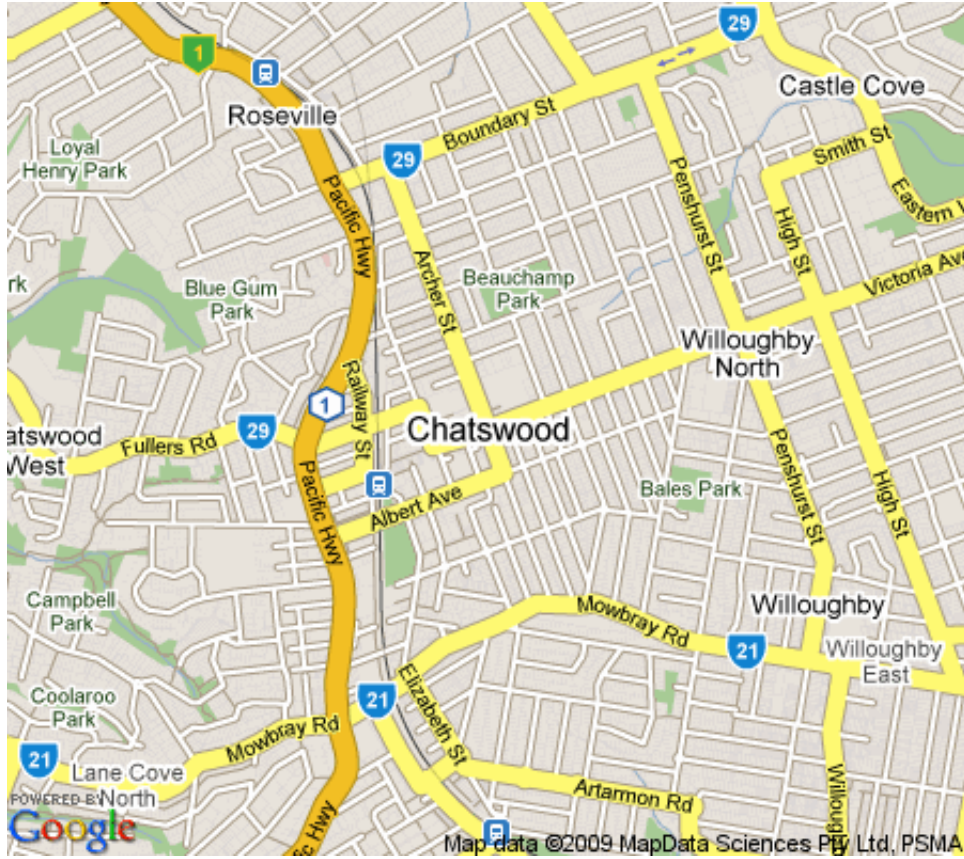 29
1
Castle Cove
Roseville
Boundary St
Smith St
Loyal
Henry Park
29
Penshurst St
Eastern
Pacific Hwy
High St
Archer St
Victoria Ave
rk
Blue Gum
Park
Beauchamp
Park
Willoughby
North
Railway St
1
29
Chatswood
atswood
West
Fullers Rd
Penshurst St
Bales Park
High St
Pacific Hwy
Albert Ave
Campbell
Park
Mowbray Rd
Willoughby
21
Willoughby
East
Coolaroo
Park
Elizabeth St
21
Mowbray Rd
21
Lane Cove
North
Artarmon Rd
Willoughb
POWERED BY
Google
fic Hwy
Map data ©2009 MapData Sciences Pty Ltd, PSMA